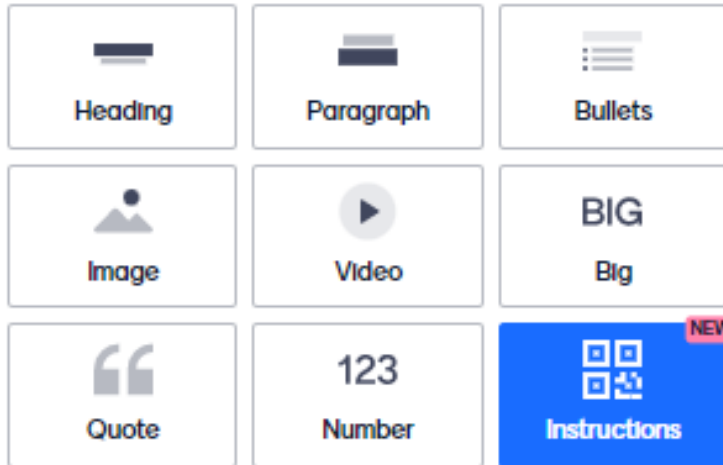 Heading
Paragraph
Bullets
Image
Video
BIG
Big
NEW
Quote
123
Number
Instructions